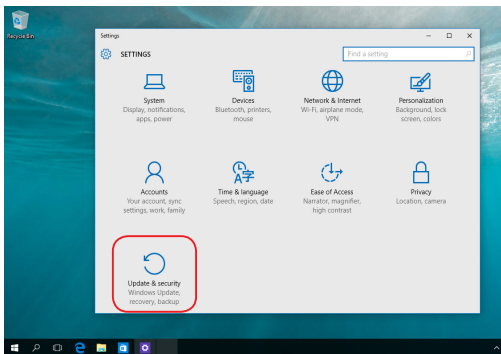 Recycle Bin
Settings
SETTINGS
Find a setting
System
Display, notifications,
apps, power
Devices
Bluetooth, printers,
mouse
Network & Internet
Wi-Fi, airplane mode,
VPN
Personalization
Background, lock
screen, colors
Accounts
Your account, sync
settings, work, family
Time & language
Speech, region, date
Ease of Access
Narrator, magnifier,
high contrast
Privacy
Location, camera
Update & security
Windows Update,
recovery, backup